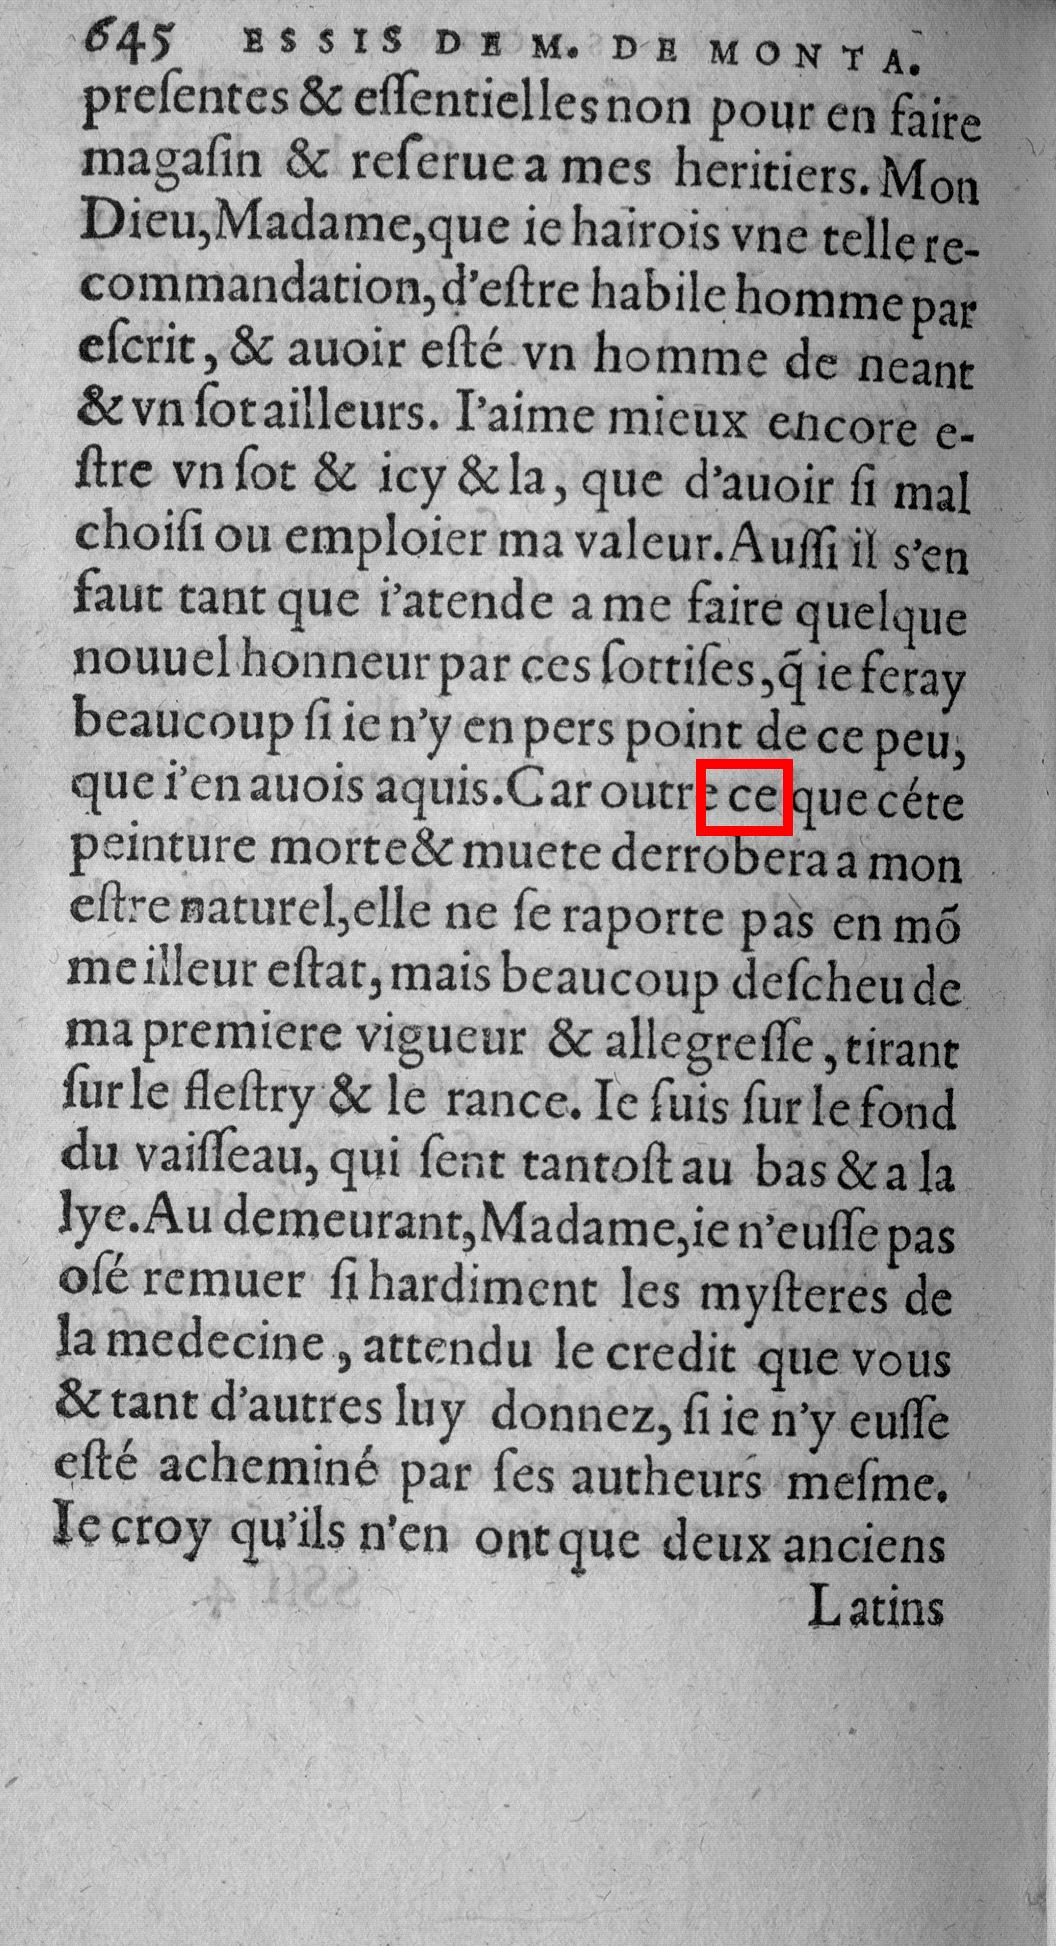 645 ESSIS DE M. DE MONTA.
preſentes & eſſentielles non pour en faire
magaſin & reſerue a mes heritiers. Mon
Dieu, Madame, que ie hairois vne telle re-
commandation, d'eſtre habile homme par
eſcrit, & auoir eſté vn homme de neant
& vn ſot ailleurs. I'aime mieux encore e-
ſtre vn ſot & icy & la, que d'auoir ſi mal
choiſi ou emploier ma valeur. Auſſi il s'en
faut tant que i'atende a me faire quelque
nouuel honneur par ces ſottiſes, q̃ ie feray
beaucoup ſi ie n'y en pers point de ce peu,
que i'en auois aquis. Car outre ce que céte
peinture morte & muete derrobera a mon
eſtre naturel, elle ne ſe raporte pas en mõ
meilleur eſtat, mais beaucoup deſcheu de
ma premiere vigueur & allegreſſe, tirant
ſur le fleſtry & le rance. Ie ſuis ſur le fond
du vaiſſeau, qui ſent tantoſt au bas & a la
lye. Au demeurant, Madame, ie n'euſſe pas
oſé remuer ſi hardiment les myſteres de
la medecine, attendu le credit que vous
& tant d'autres luy donnez, ſi ie n'y euſſe
eſté acheminé par ſes autheurs meſme.
Ie croy qu'ils n'en ont que deux anciens
Latins